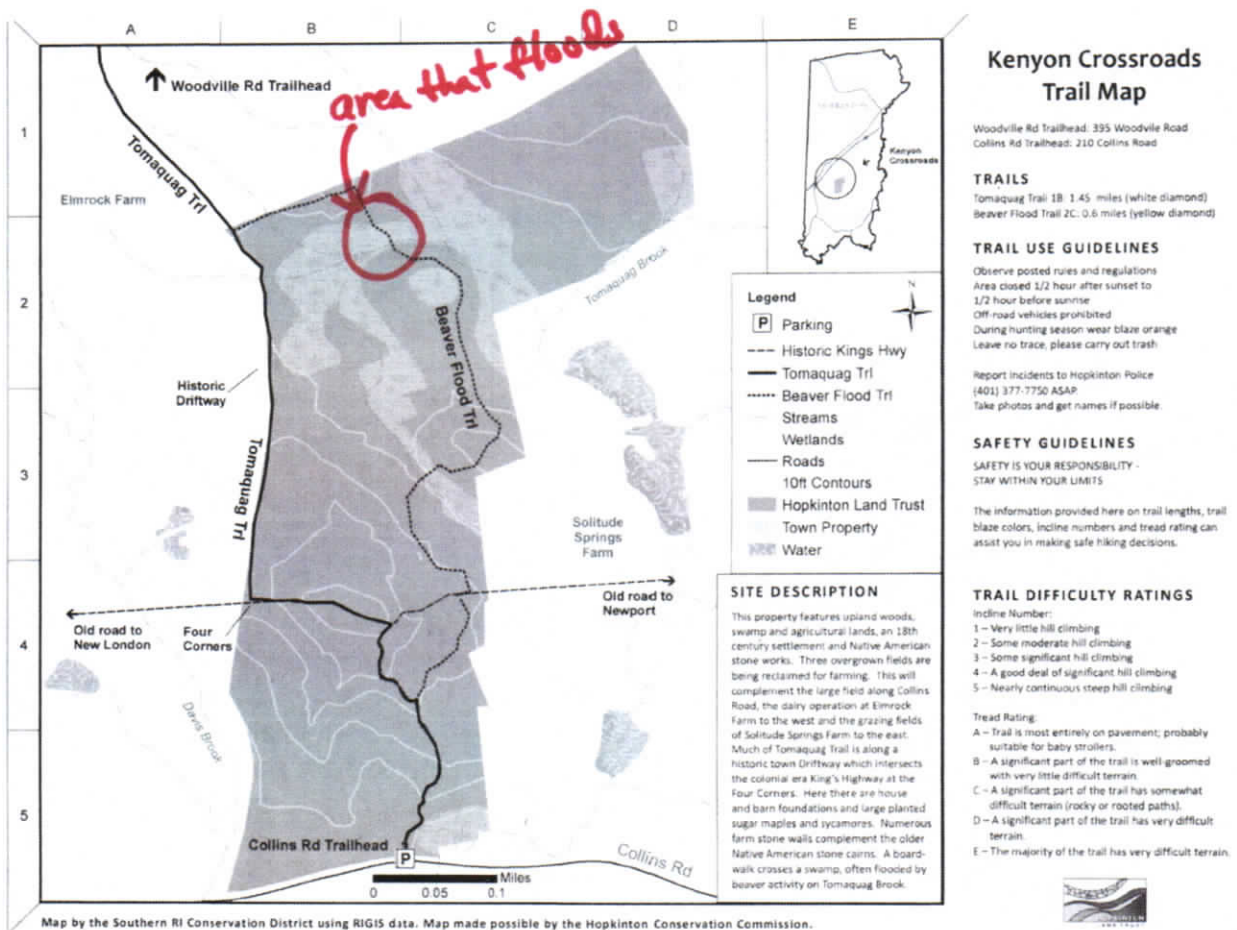 A B C D E
1
2
3
4
5
area that floods
Woodville Rd Trailhead
Tomaquag Trl
Elmrock Farm
Tomaquag Brook
Beaver Flood Trl
Historic
Driftway
Tomaquag Trl
Solitude
Springs
Farm
Old road to
New London
Four
Corners
Old road to
Newport
Davis Brook
Collins Rd Trailhead
P
Collins Rd
Miles
0 0.05 0.1
Kenyon
Crossroads
N
Legend
P Parking
Historic Kings Hwy
Tomaquag Trl
Beaver Flood Trl
Streams
Wetlands
Roads
10ft Contours
Hopkinton Land Trust
Town Property
Water
SITE DESCRIPTION
This property features upland woods,
swamp and agricultural lands, an 18th
century settlement and Native American
stone works. Three overgrown fields are
being reclaimed for farming. This will
complement the large field along Collins
Road, the dairy operation at Elmrock
Farm to the west and the grazing fields
of Solitude Springs Farm to the east.
Much of Tomaquag Trail is along a
historic town Driftway which intersects
the colonial era King's Highway at the
Four Corners. Here there are house
and barn foundations and large planted
sugar maples and sycamores. Numerous
farm stone walls complement the older
Native American stone cairns. A board-
walk crosses a swamp, often flooded by
beaver activity on Tomaquag Brook.
Map by the Southern RI Conservation District using RIGIS data. Map made possible by the Hopkinton Conservation Commission.
Kenyon Crossroads
Trail Map
Woodville Rd Trailhead: 395 Woodvile Road
Collins Rd Trailhead: 210 Collins Road
TRAILS
Tomaquag Trail 1B: 1.45 miles (white diamond)
Beaver Flood Trail 2C: 0.6 miles (yellow diamond)
TRAIL USE GUIDELINES
Observe posted rules and regulations
Area closed 1/2 hour after sunset to
1/2 hour before sunrise
Off-road vehicles prohibited
During hunting season wear blaze orange
Leave no trace, please carry out trash
Report Incidents to Hopkinton Police
(401) 377-7750 ASAP.
Take photos and get names if possible.
SAFETY GUIDELINES
SAFETY IS YOUR RESPONSIBILITY -
STAY WITHIN YOUR LIMITS
The information provided here on trail lengths, trail
blaze colors, incline numbers and tread rating can
assist you in making safe hiking decisions.
TRAIL DIFFICULTY RATINGS
Incline Number:
1 – Very little hill climbing
2 – Some moderate hill climbing
3 – Some significant hill climbing
4 – A good deal of significant hill climbing
5 – Nearly continuous steep hill climbing
Tread Rating:
A – Trail is most entirely on pavement; probably
suitable for baby strollers.
B – A significant part of the trail is well-groomed
with very little difficult terrain.
C – A significant part of the trail has somewhat
difficult terrain (rocky or rooted paths).
D – A significant part of the trail has very difficult
terrain.
E – The majority of the trail has very difficult terrain.